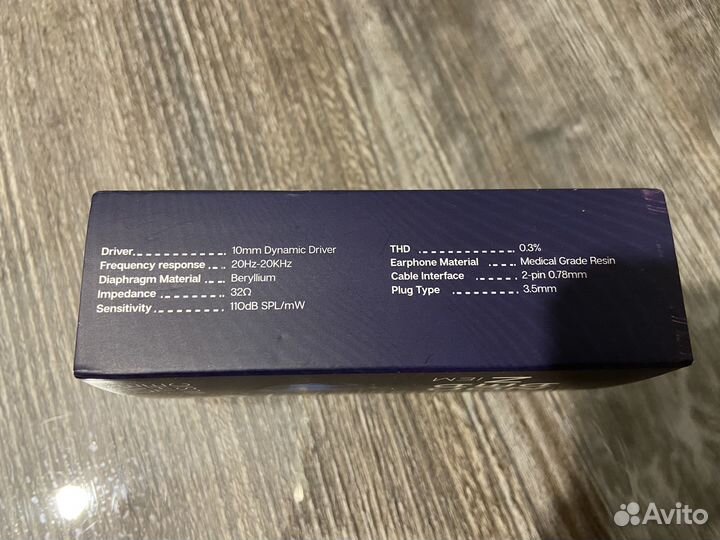 Driver 10mm Dynamic Driver
Frequency response 20Hz-20KHz
Diaphragm Material Beryllium
Impedance 32Ω
Sensitivity 110dB SPL/mW
THD 0.3%
Earphone Material Medical Grade Resin
Cable Interface 2-pin 0.78mm
Plug Type 3.5mm
Avito